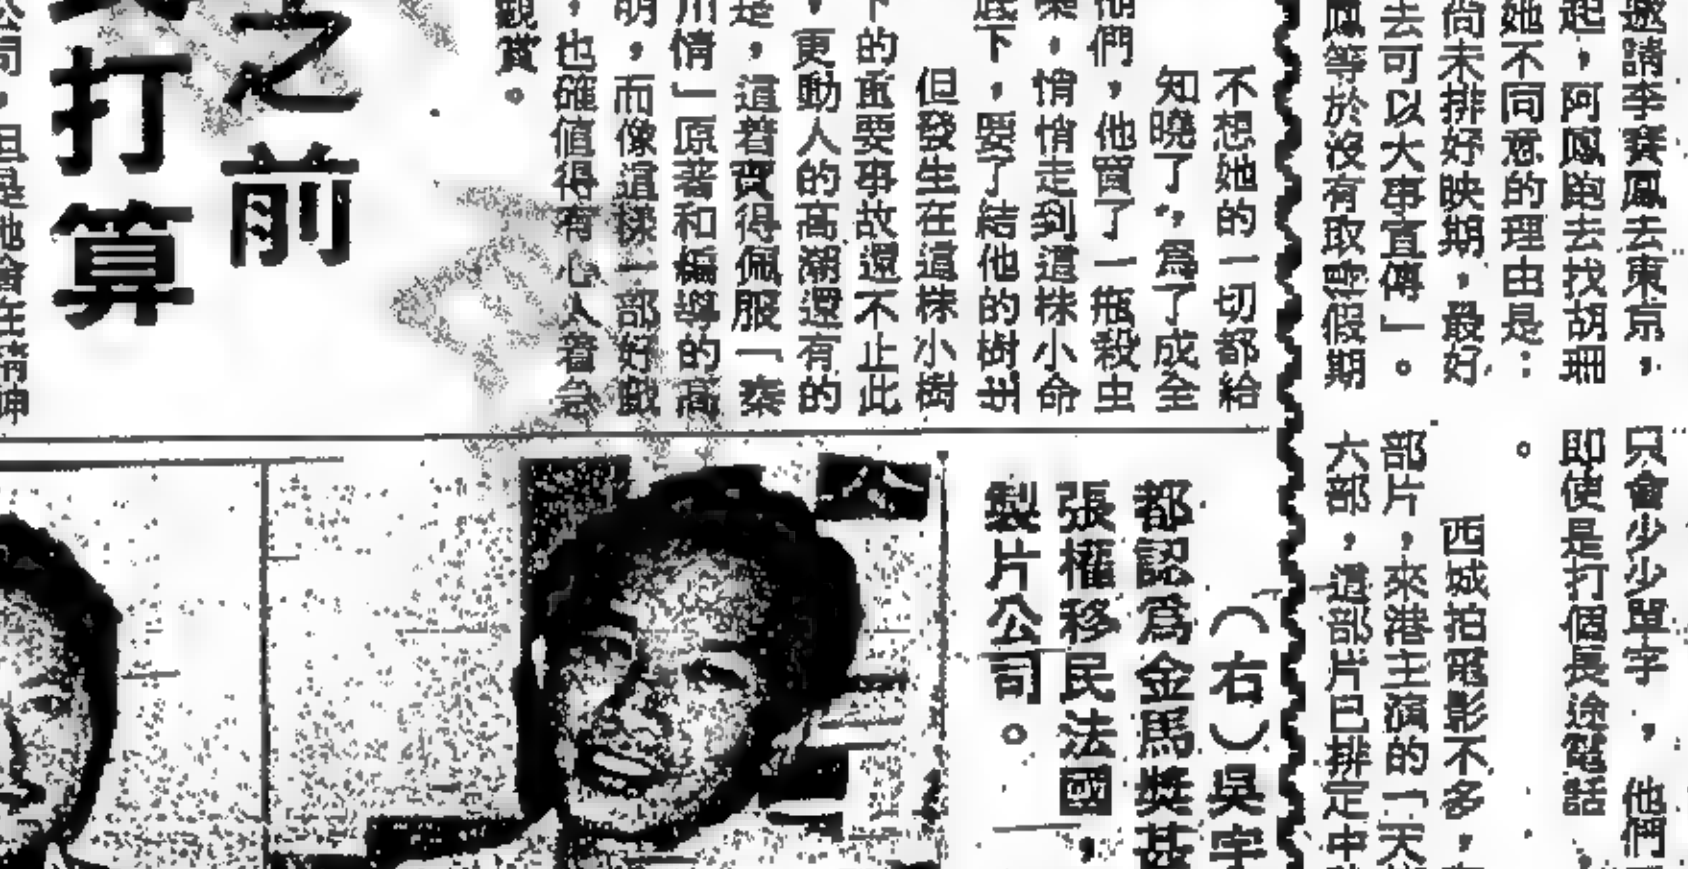 邀請李賽鳳去東京，
起，阿鳳跑去找胡珊
她不同意的理由是：
尚未排好映期，最好
去可以大事宣傳」。
鳳等於沒有取得假期
只會少少單字，他們
即使是打個長途電話
。
西城拍電影不多，
部片，來港主演的「天
六部，這部片已排定中
不想她的一切都給
知曉了，爲了成全
們，他買了一瓶殺虫
，悄悄走到這株小命
底下，要了結他的樹出
但發生在這株小樹
下的重要事故還不止此
，更動人的高潮還有的
是，這着實得佩服「秦
川情」原著和編導的高
明，而像這樣一部好戲
，也確值得有心人着急
觀賞。
之前
打算
（右）吳宇
都認爲金馬獎甚
張權移民法國，
製片公司。
公